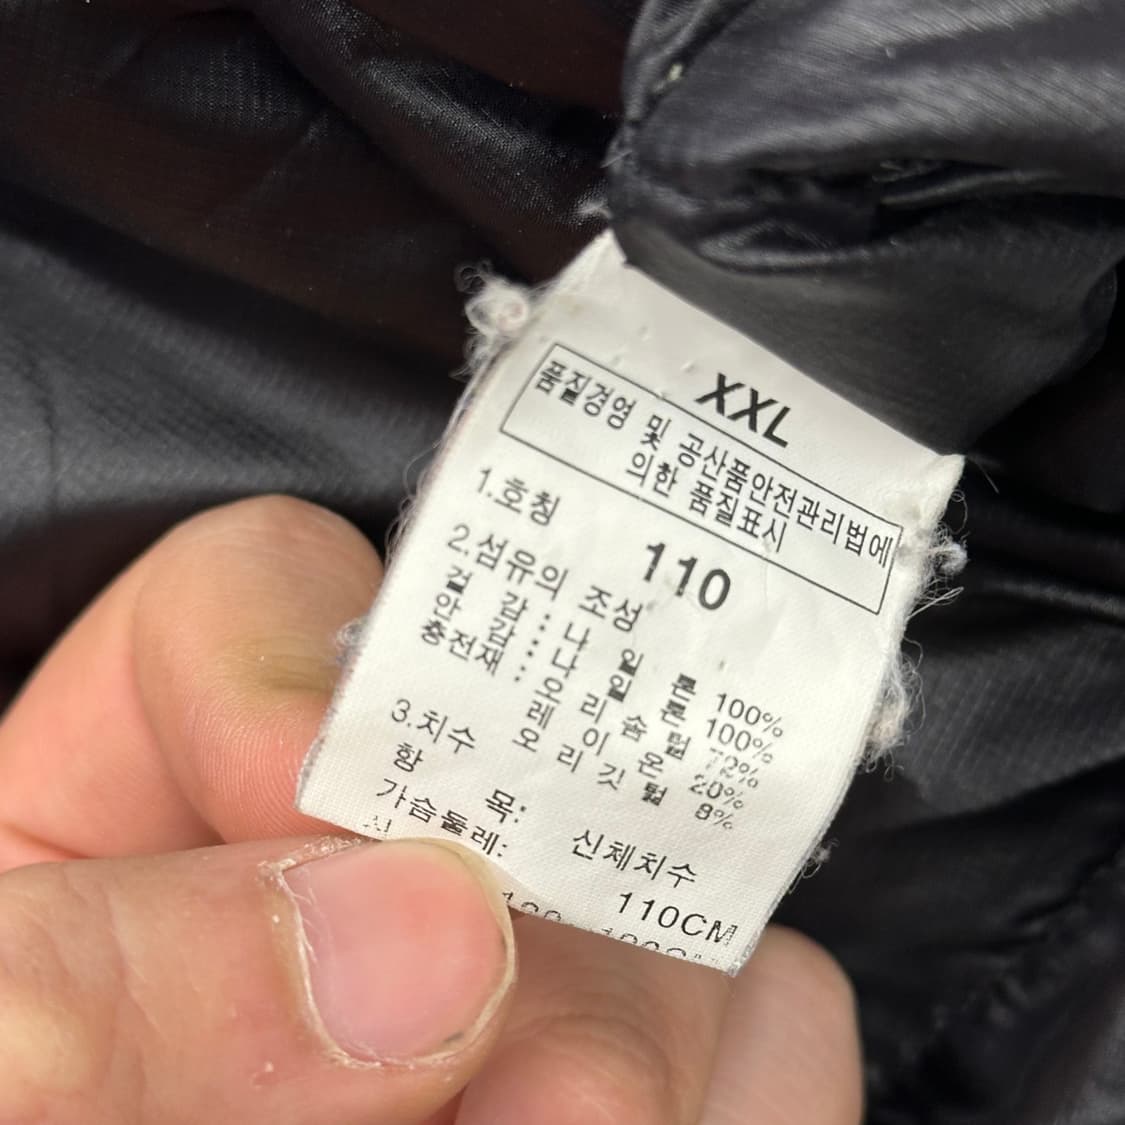 XXL
품질경영 및 공산품안전관리법에
의한 품질표시
1.호칭 110
2.섬유의 조성
겉 감 : 나 일 론 100%
안 감 : 나 일 론 100%
충전재 : 오 리 솜 털 72%
레 이 온 20%
오 리 깃 털 8%
3.치수
항 목: 신체치수
가슴둘레: 110CM